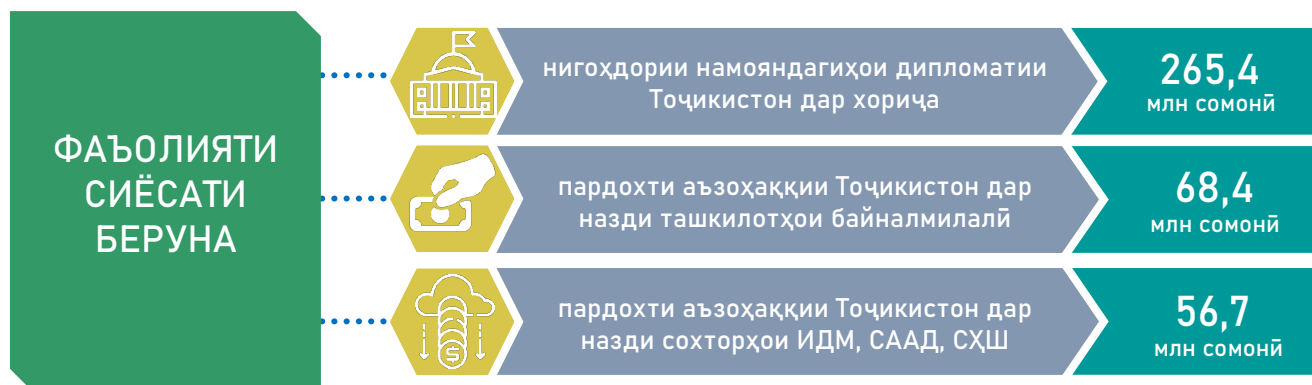 ФАЪОЛИЯТИ
СИЁСАТИ
БЕРУНА
нигоҳдории намояндагиҳои дипломатии
Тоҷикистон дар хориҷа
265,4
млн сомонӣ
пардохти аъзоҳаққии Тоҷикистон дар
назди ташкилотҳои байналмилалӣ
68,4
млн сомонӣ
пардохти аъзоҳаққии Тоҷикистон дар
назди сохторҳои ИДМ, СААД, СҲШ
56,7
млн сомонӣ